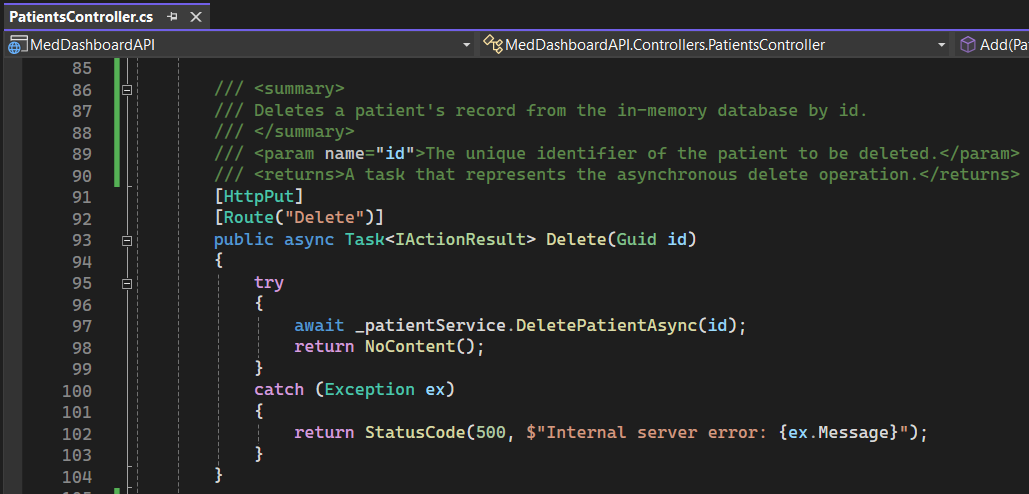 PatientsController.cs
MedDashboardAPI MedDashboardAPI.Controllers.PatientsController Add(Pa
85
86 /// <summary>
87 /// Deletes a patient's record from the in-memory database by id.
88 /// </summary>
89 /// <param name="id">The unique identifier of the patient to be deleted.</param>
90 /// <returns>A task that represents the asynchronous delete operation.</returns>
91 [HttpPut]
92 [Route("Delete")]
93 public async Task<IActionResult> Delete(Guid id)
94 {
95 try
96 {
97 await _patientService.DeletePatientAsync(id);
98 return NoContent();
99 }
100 catch (Exception ex)
101 {
102 return StatusCode(500, $"Internal server error: {ex.Message}");
103 }
104 }